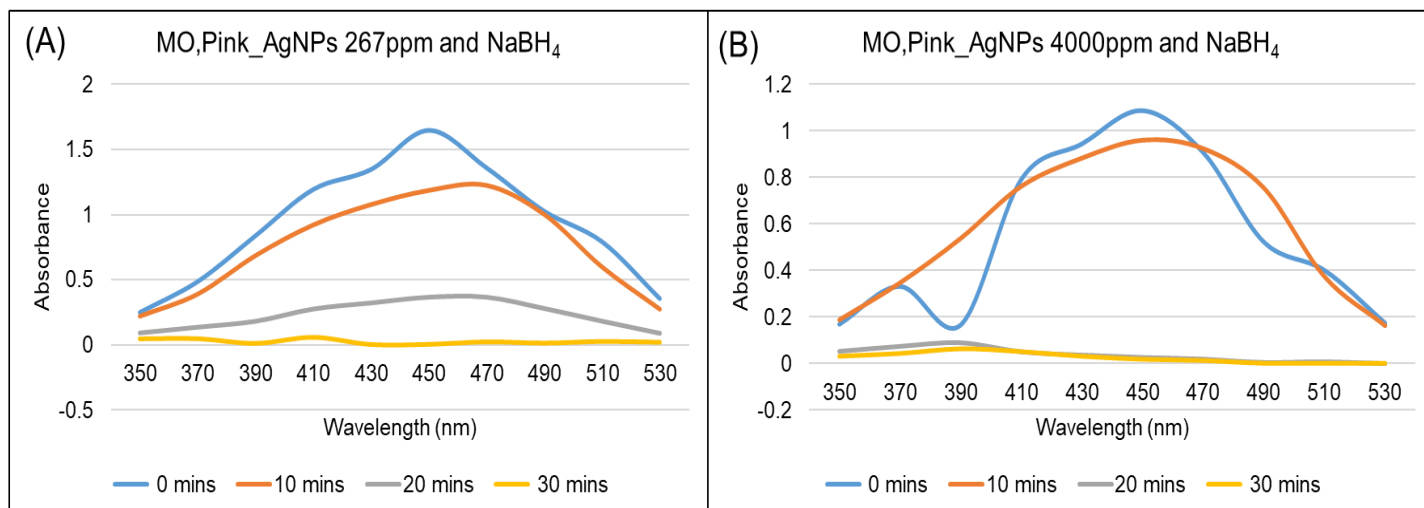 (A)
MO,Pink_AgNPs 267ppm and NaBH₄
2
1.5
1
0.5
0
-0.5
Absorbance
350 370 390 410 430 450 470 490 510 530
Wavelength (nm)
0 mins 10 mins 20 mins 30 mins
(B)
MO,Pink_AgNPs 4000ppm and NaBH₄
1.2
1
0.8
0.6
0.4
0.2
0
-0.2
Absorbance
350 370 390 410 430 450 470 490 510 530
Wavelength (nm)
0 mins 10 mins 20 mins 30 mins